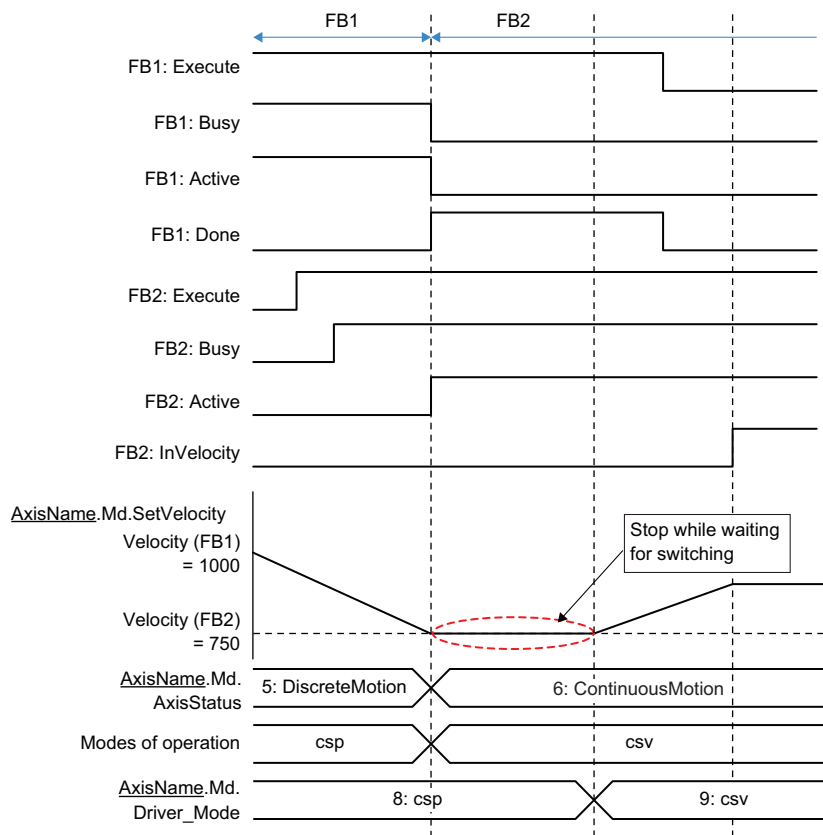 FB1
FB2
FB1: Execute
FB1: Busy
FB1: Active
FB1: Done
FB2: Execute
FB2: Busy
FB2: Active
FB2: InVelocity
AxisName.Md.SetVelocity
Velocity (FB1)
= 1000
Stop while waiting
for switching
Velocity (FB2)
= 750
AxisName.Md.
AxisStatus
5: DiscreteMotion
6: ContinuousMotion
Modes of operation
csp
csv
AxisName.Md.
Driver_Mode
8: csp
9: csv